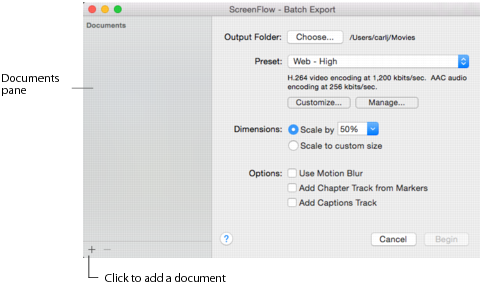 ScreenFlow - Batch Export
Documents
Output Folder: Choose... /Users/carlj/Movies
Preset: Web - High
H.264 video encoding at 1,200 kbits/sec. AAC audio
encoding at 256 kbits/sec.
Customize... Manage...
Documents
pane
Dimensions: Scale by 50%
Scale to custom size
Options: Use Motion Blur
Add Chapter Track from Markers
Add Captions Track
+ − ? Cancel Begin
Click to add a document